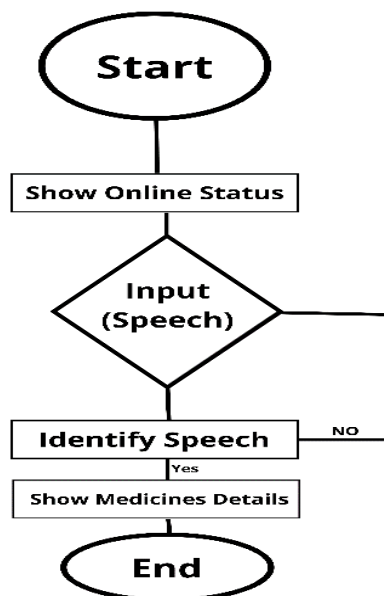 Start
Show Online Status
Input
(Speech)
Identify Speech
NO
Yes
Show Medicines Details
End